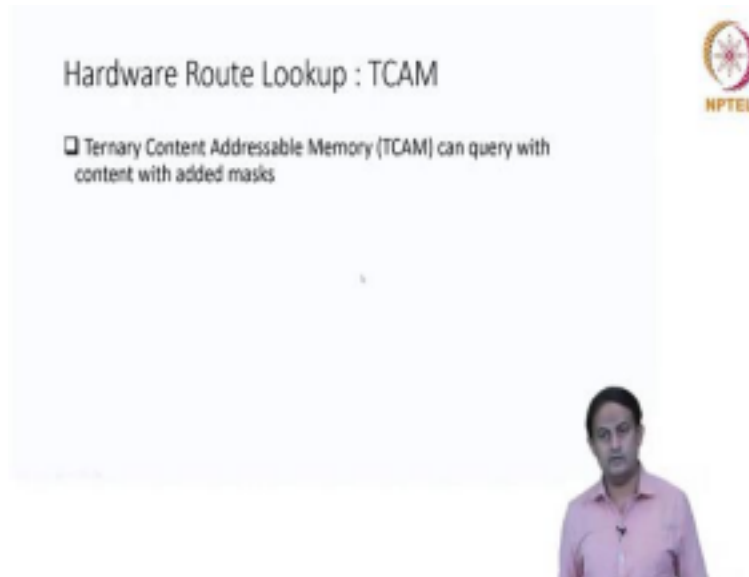 Hardware Route Lookup : TCAM
NPTEL
❑ Ternary Content Addressable Memory (TCAM) can query with
content with added masks